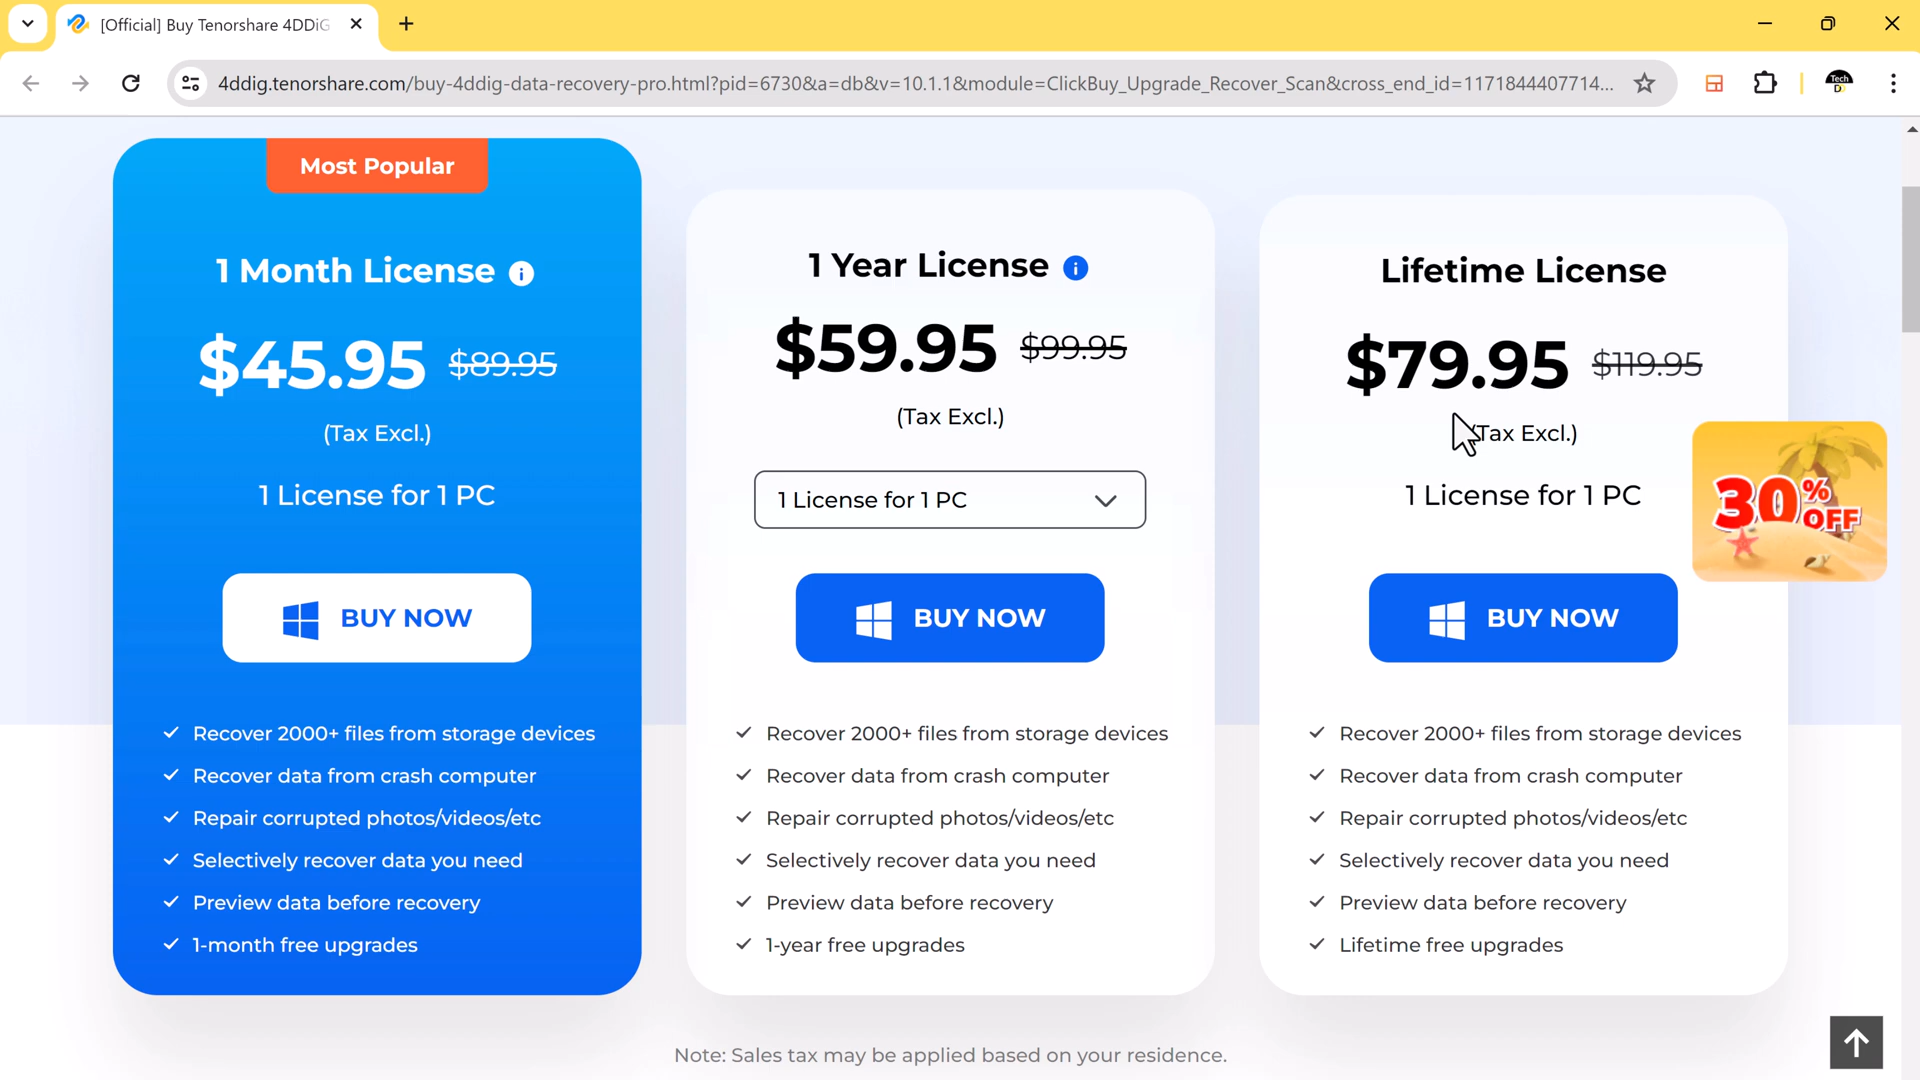 [Official] Buy Tenorshare 4DDiG
4ddig.tenorshare.com/buy-4ddig-data-recovery-pro.html?pid=6730&a=db&v=10.1.1&module=ClickBuy_Upgrade_Recover_Scan&cross_end_id=1171844407714...
Tech
D
Most Popular
1 Month License
$45.95 $89.95
(Tax Excl.)
1 License for 1 PC
BUY NOW
Recover 2000+ files from storage devices
Recover data from crash computer
Repair corrupted photos/videos/etc
Selectively recover data you need
Preview data before recovery
1-month free upgrades
1 Year License
$59.95 $99.95
(Tax Excl.)
1 License for 1 PC
BUY NOW
Recover 2000+ files from storage devices
Recover data from crash computer
Repair corrupted photos/videos/etc
Selectively recover data you need
Preview data before recovery
1-year free upgrades
Lifetime License
$79.95 $119.95
(Tax Excl.)
1 License for 1 PC
BUY NOW
Recover 2000+ files from storage devices
Recover data from crash computer
Repair corrupted photos/videos/etc
Selectively recover data you need
Preview data before recovery
Lifetime free upgrades
30% OFF
Note: Sales tax may be applied based on your residence.